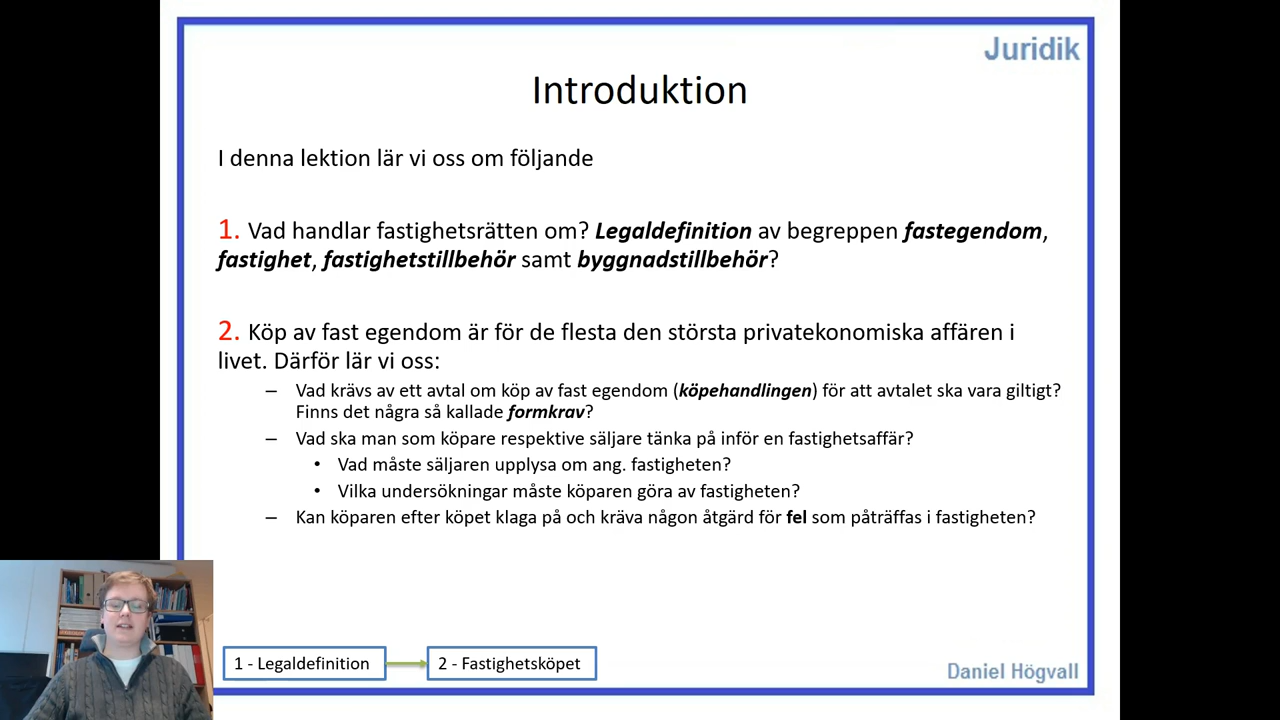 Juridik
Introduktion
I denna lektion lär vi oss om följande
1. Vad handlar fastighetsrätten om? Legaldefinition av begreppen fastegendom,
fastighet, fastighetstillbehör samt byggnadstillbehör?
2. Köp av fast egendom är för de flesta den största privatekonomiska affären i
livet. Därför lär vi oss:
– Vad krävs av ett avtal om köp av fast egendom (köpehandlingen) för att avtalet ska vara giltigt?
Finns det några så kallade formkrav?
– Vad ska man som köpare respektive säljare tänka på inför en fastighetsaffär?
• Vad måste säljaren upplysa om ang. fastigheten?
• Vilka undersökningar måste köparen göra av fastigheten?
– Kan köparen efter köpet klaga på och kräva någon åtgärd för fel som påträffas i fastigheten?
1 - Legaldefinition
2 - Fastighetsköpet
Daniel Högvall